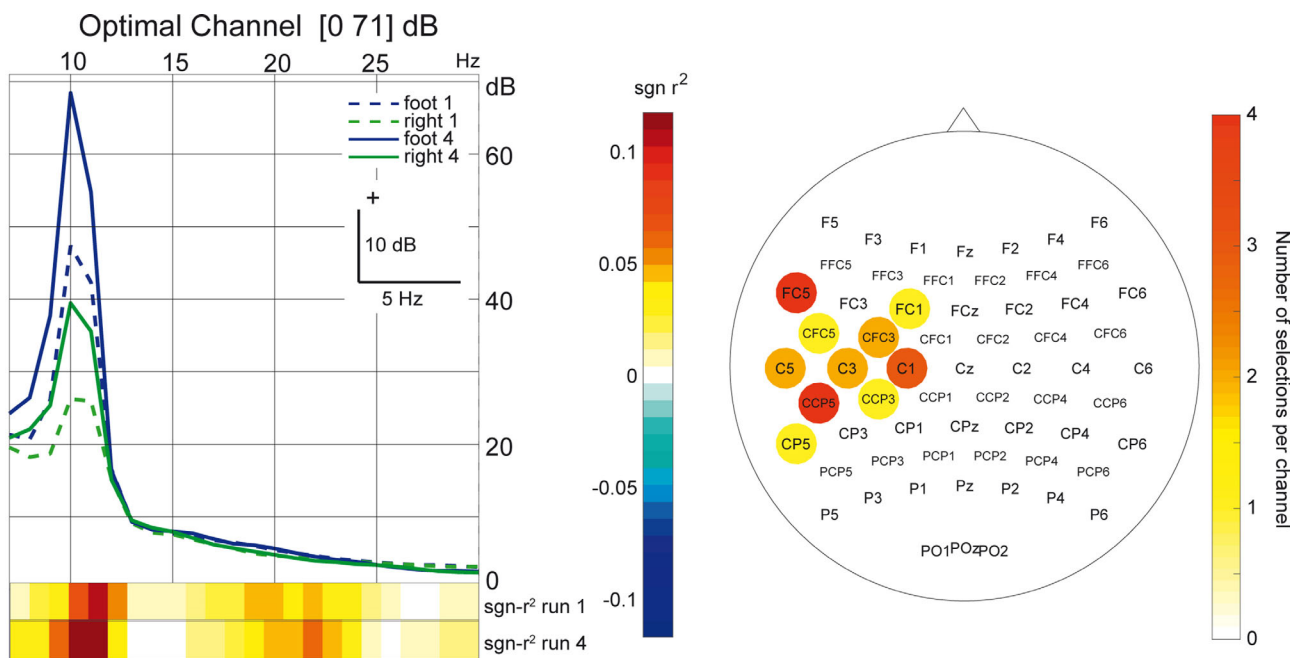 Optimal Channel [0 71] dB
10 15 20 25 Hz
dB
foot 1
right 1
foot 4
right 4
60
+
10 dB
5 Hz
40
20
0
sgn-r² run 1
sgn-r² run 4
sgn r²
0.1
0.05
0
-0.05
-0.1
F5 F3 F1 Fz F2 F4 F6
FFC5 FFC3 FFC1 FFC2 FFC4 FFC6
FC5 FC3 FC1 FCz FC2 FC4 FC6
CFC5 CFC3 CFC1 CFC2 CFC4 CFC6
C5 C3 C1 Cz C2 C4 C6
CCP5 CCP3 CCP1 CCP2 CCP4 CCP6
CP5 CP3 CP1 CPz CP2 CP4 CP6
PCP5 PCP3 PCP1 PCP2 PCP4 PCP6
P5 P3 P1 Pz P2 P4 P6
PO1 POz PO2
4
3
2
1
0
Number of selections per channel